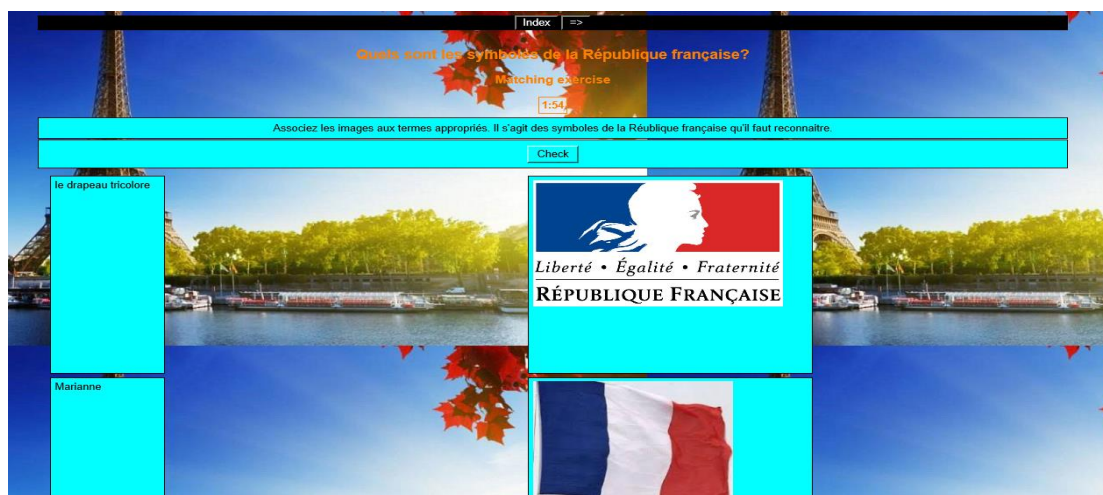 Index =>
Quels sont les symboles de la République française?
Matching exercise
1:54
Associez les images aux termes appropriés. Il s'agit des symboles de la Réublique française qu'il faut reconnaitre.
Check
le drapeau tricolore
Liberté • Égalité • Fraternité
RÉPUBLIQUE FRANÇAISE
Marianne